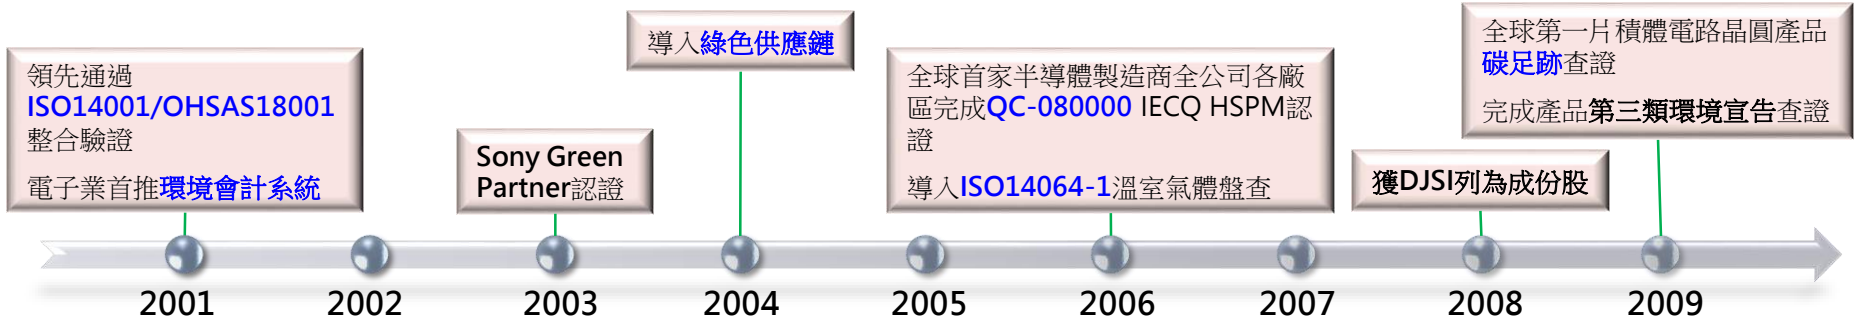 領先通過
ISO14001/OHSAS18001
整合驗證
電子業首推環境會計系統
Sony Green
Partner認證
導入綠色供應鏈
全球首家半導體製造商全公司各廠
區完成QC-080000 IECQ HSPM認
證
導入ISO14064-1溫室氣體盤查
獲DJSI列為成份股
全球第一片積體電路晶圓產品
碳足跡查證
完成產品第三類環境宣告查證
2001
2002
2003
2004
2005
2006
2007
2008
2009